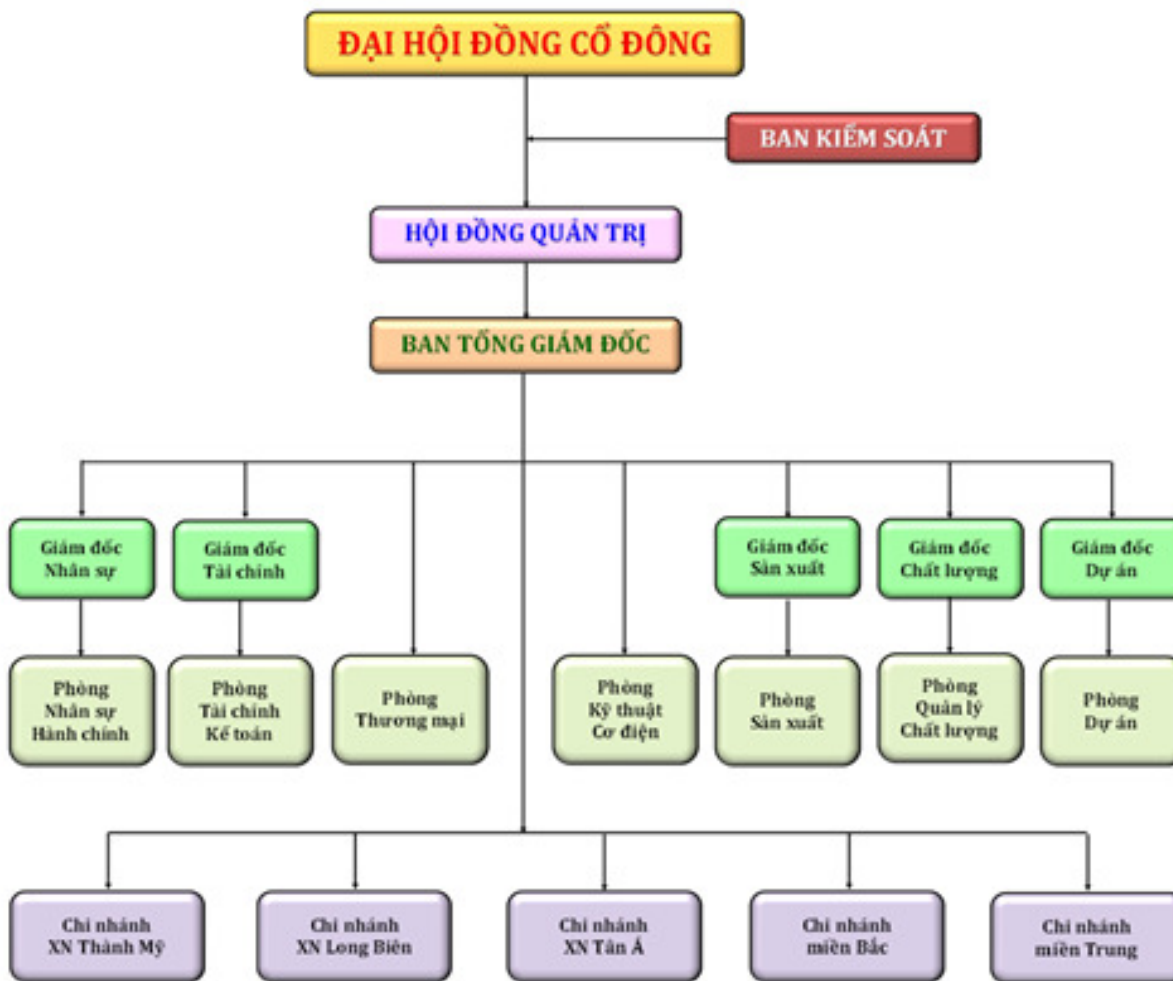 ĐẠI HỘI ĐỒNG CỔ ĐÔNG
BAN KIỂM SOÁT
HỘI ĐỒNG QUẢN TRỊ
BAN TỔNG GIÁM ĐỐC
Giám đốc
Nhân sự
Giám đốc
Tài chính
Giám đốc
Sản xuất
Giám đốc
Chất lượng
Giám đốc
Dự án
Phòng
Nhân sự
Hành chính
Phòng
Tài chính
Kế toán
Phòng
Thương mại
Phòng
Kỹ thuật
Cơ điện
Phòng
Sản xuất
Phòng
Quản lý
Chất lượng
Phòng
Dự án
Chi nhánh
XN Thành Mỹ
Chi nhánh
XN Long Biên
Chi nhánh
XN Tân Á
Chi nhánh
miền Bắc
Chi nhánh
miền Trung